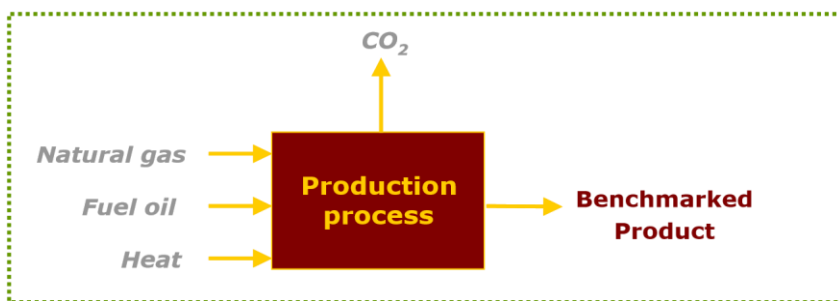 CO₂
Natural gas
Fuel oil
Heat
Production
process
Benchmarked
Product